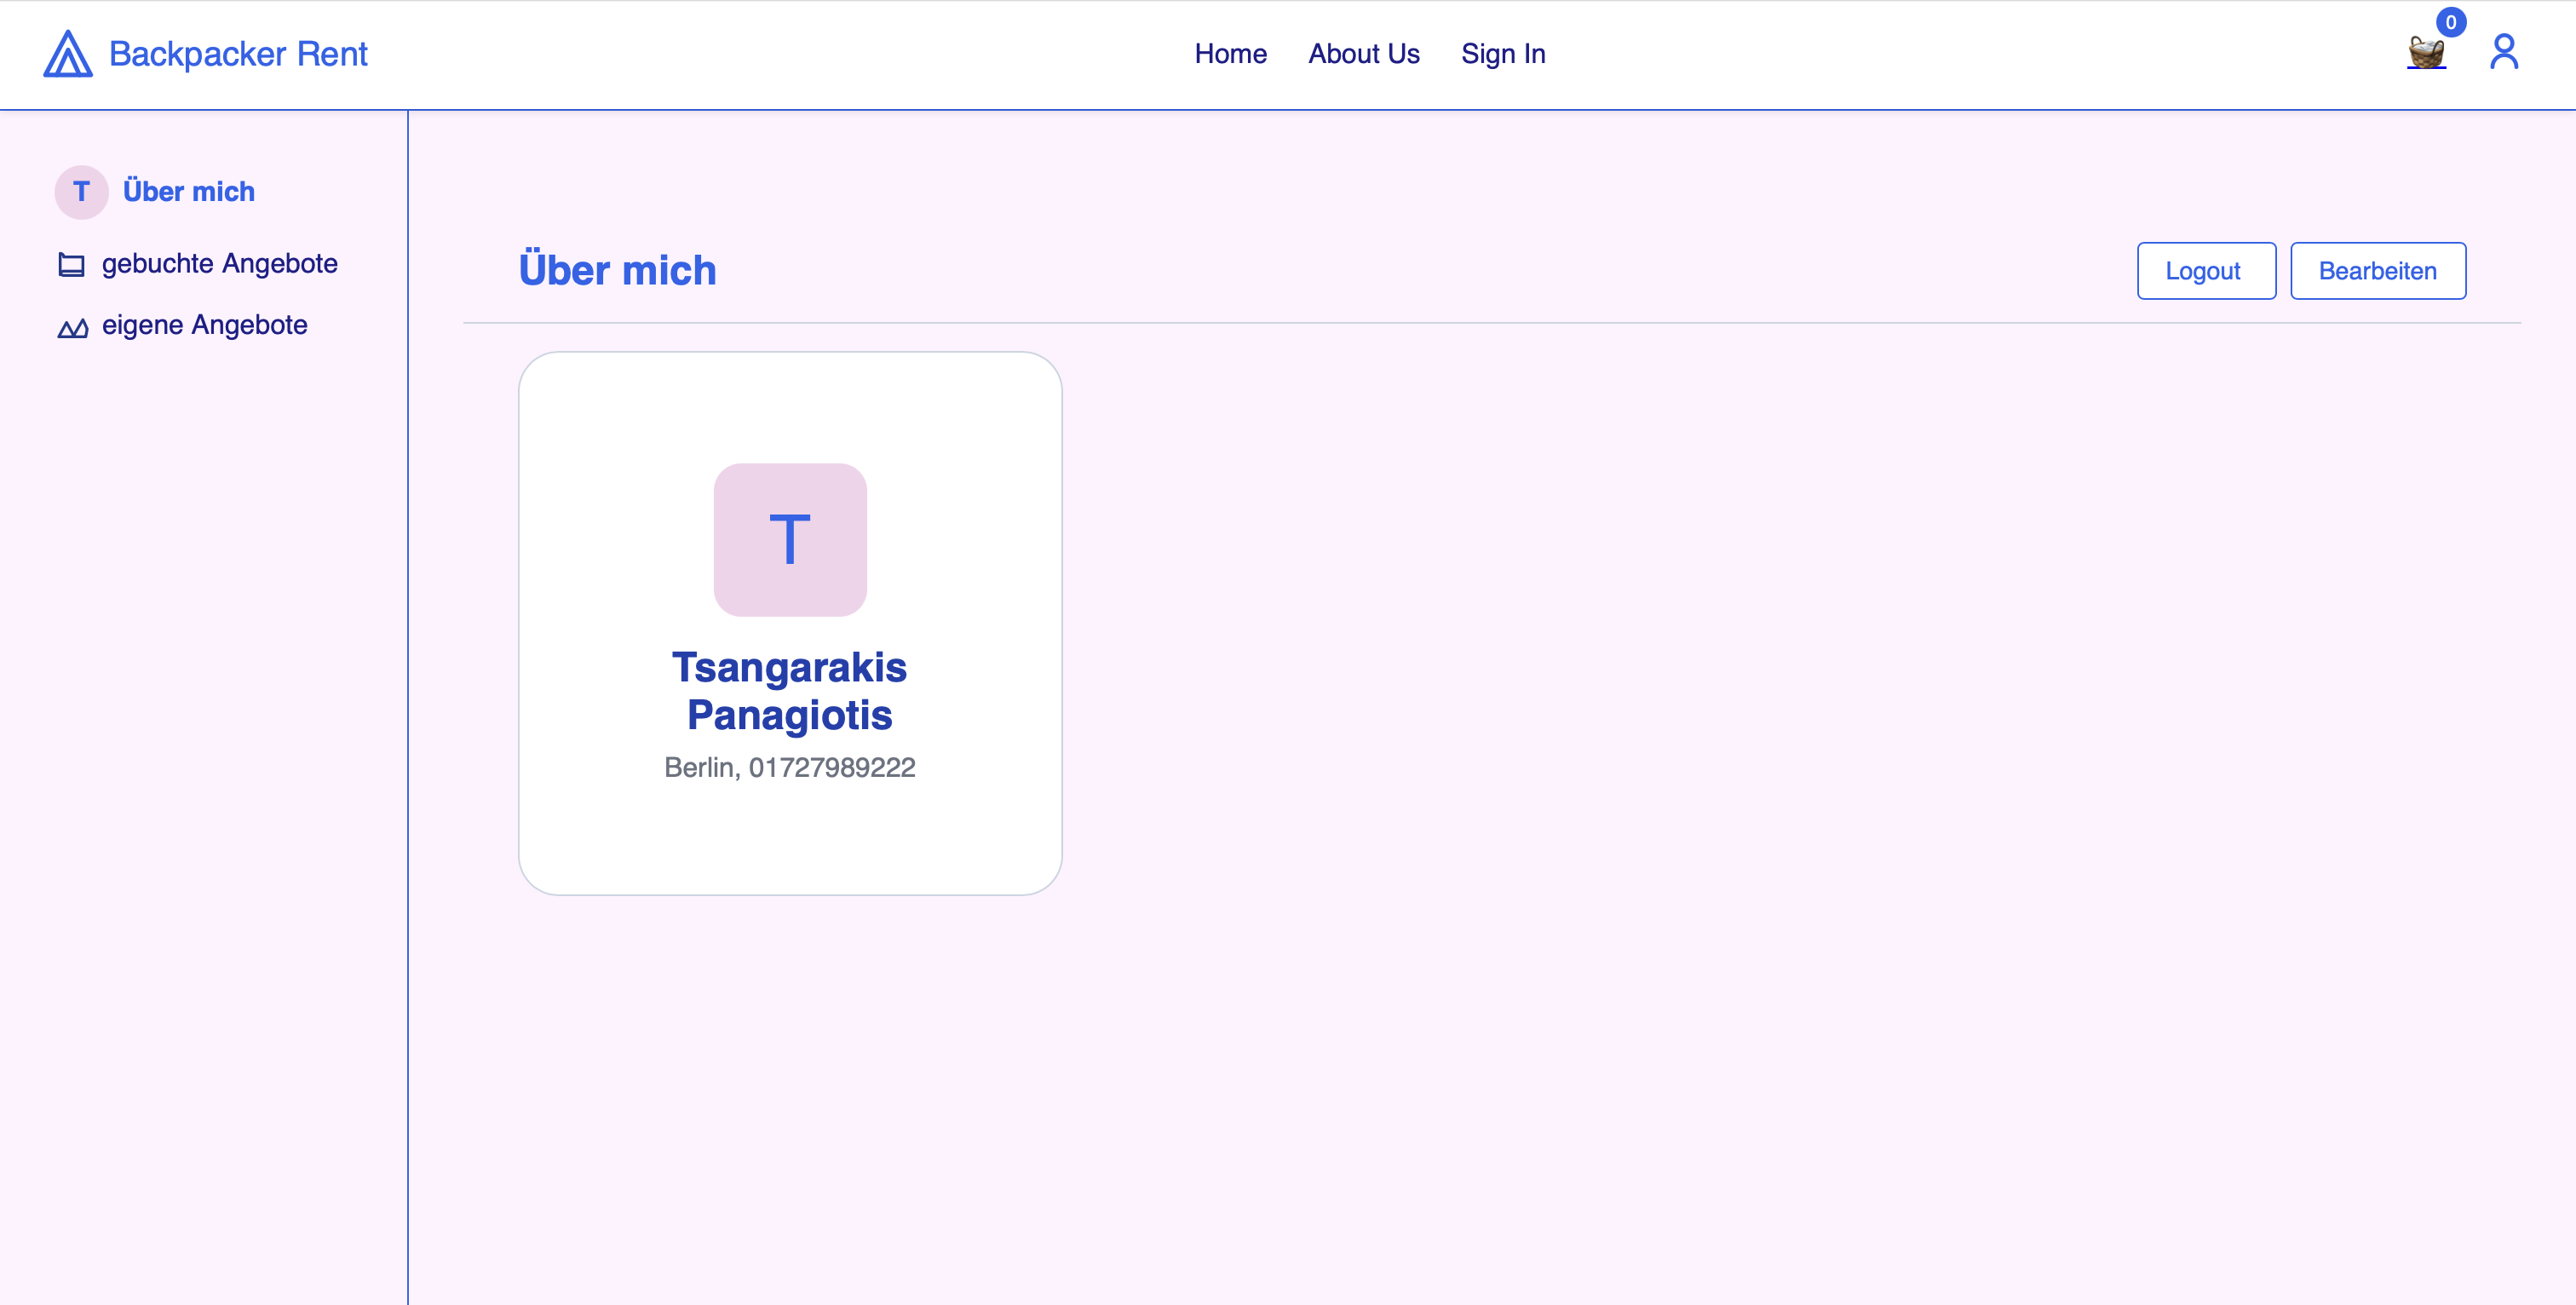 Backpacker Rent
Home About Us Sign In
0
T Über mich
gebuchte Angebote
eigene Angebote
Über mich
Logout Bearbeiten
T
Tsangarakis
Panagiotis
Berlin, 01727989222